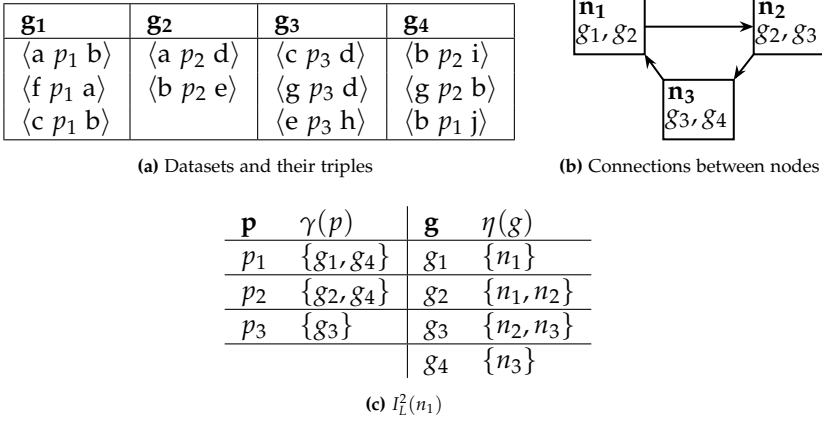 g1 g2 g3 g4
⟨a p1 b⟩ ⟨a p2 d⟩ ⟨c p3 d⟩ ⟨b p2 i⟩
⟨f p1 a⟩ ⟨b p2 e⟩ ⟨g p3 d⟩ ⟨g p2 b⟩
⟨c p1 b⟩ ⟨e p3 h⟩ ⟨b p1 j⟩
(a) Datasets and their triples
n1
g1, g2
n2
g2, g3
n3
g3, g4
(b) Connections between nodes
p γ(p) g η(g)
p1 {g1, g4} g1 {n1}
p2 {g2, g4} g2 {n1, n2}
p3 {g3} g3 {n2, n3}
g4 {n3}
(c) I²L(n1)